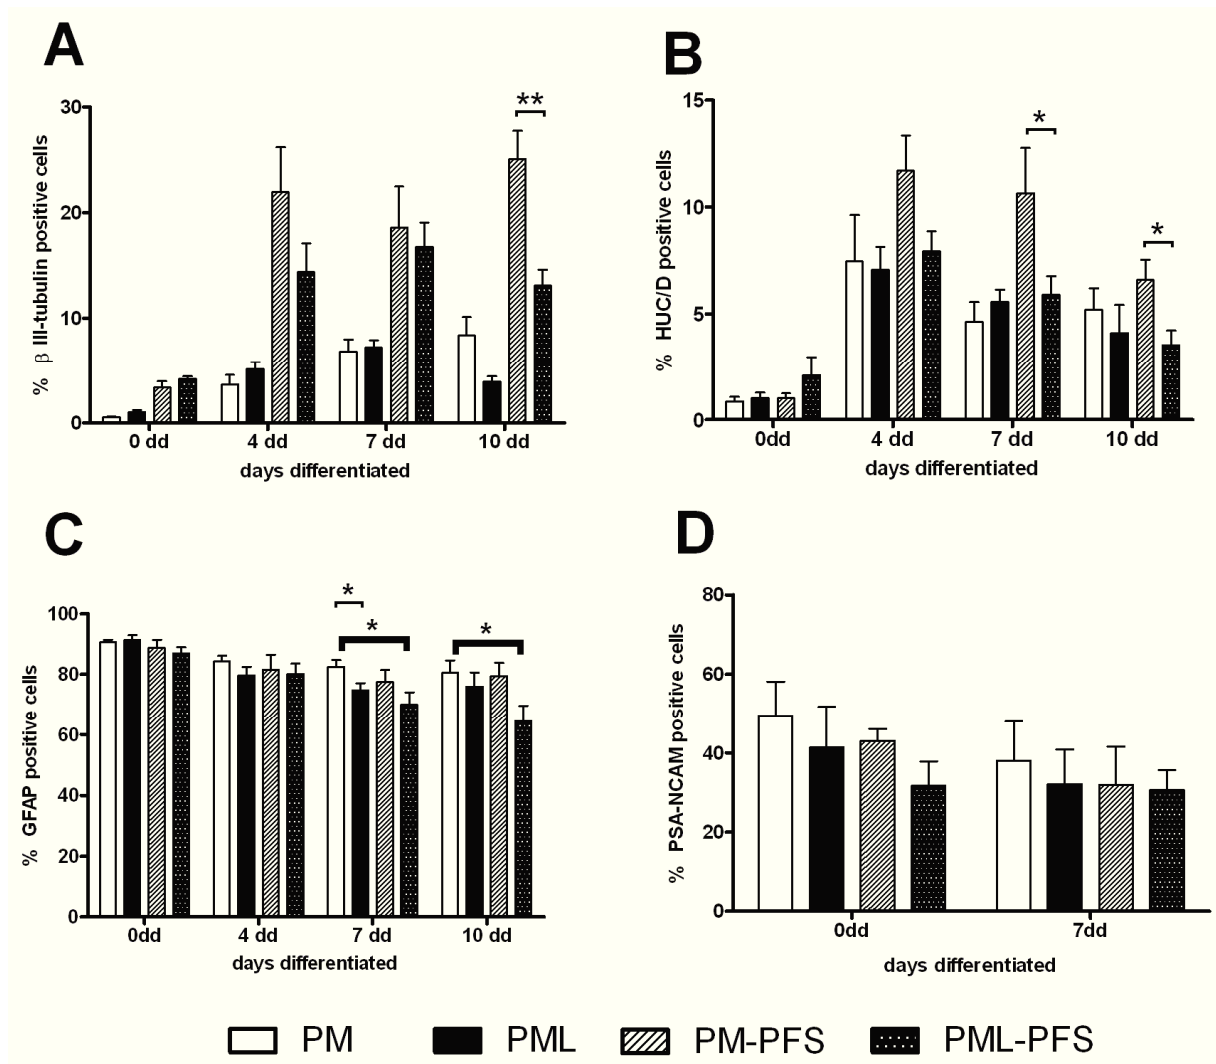 A
% β III-tubulin positive cells
30
20
10
0
**
0 dd 4 dd 7 dd 10 dd
days differentiated
B
% HUC/D positive cells
15
10
5
0
*
*
0dd 4 dd 7 dd 10 dd
days differentiated
C
% GFAP positive cells
100
80
60
40
20
0
*
*
*
0dd 4 dd 7 dd 10 dd
days differentiated
D
% PSA-NCAM positive cells
80
60
40
20
0
0dd 7dd
days differentiated
PM PML PM-PFS PML-PFS